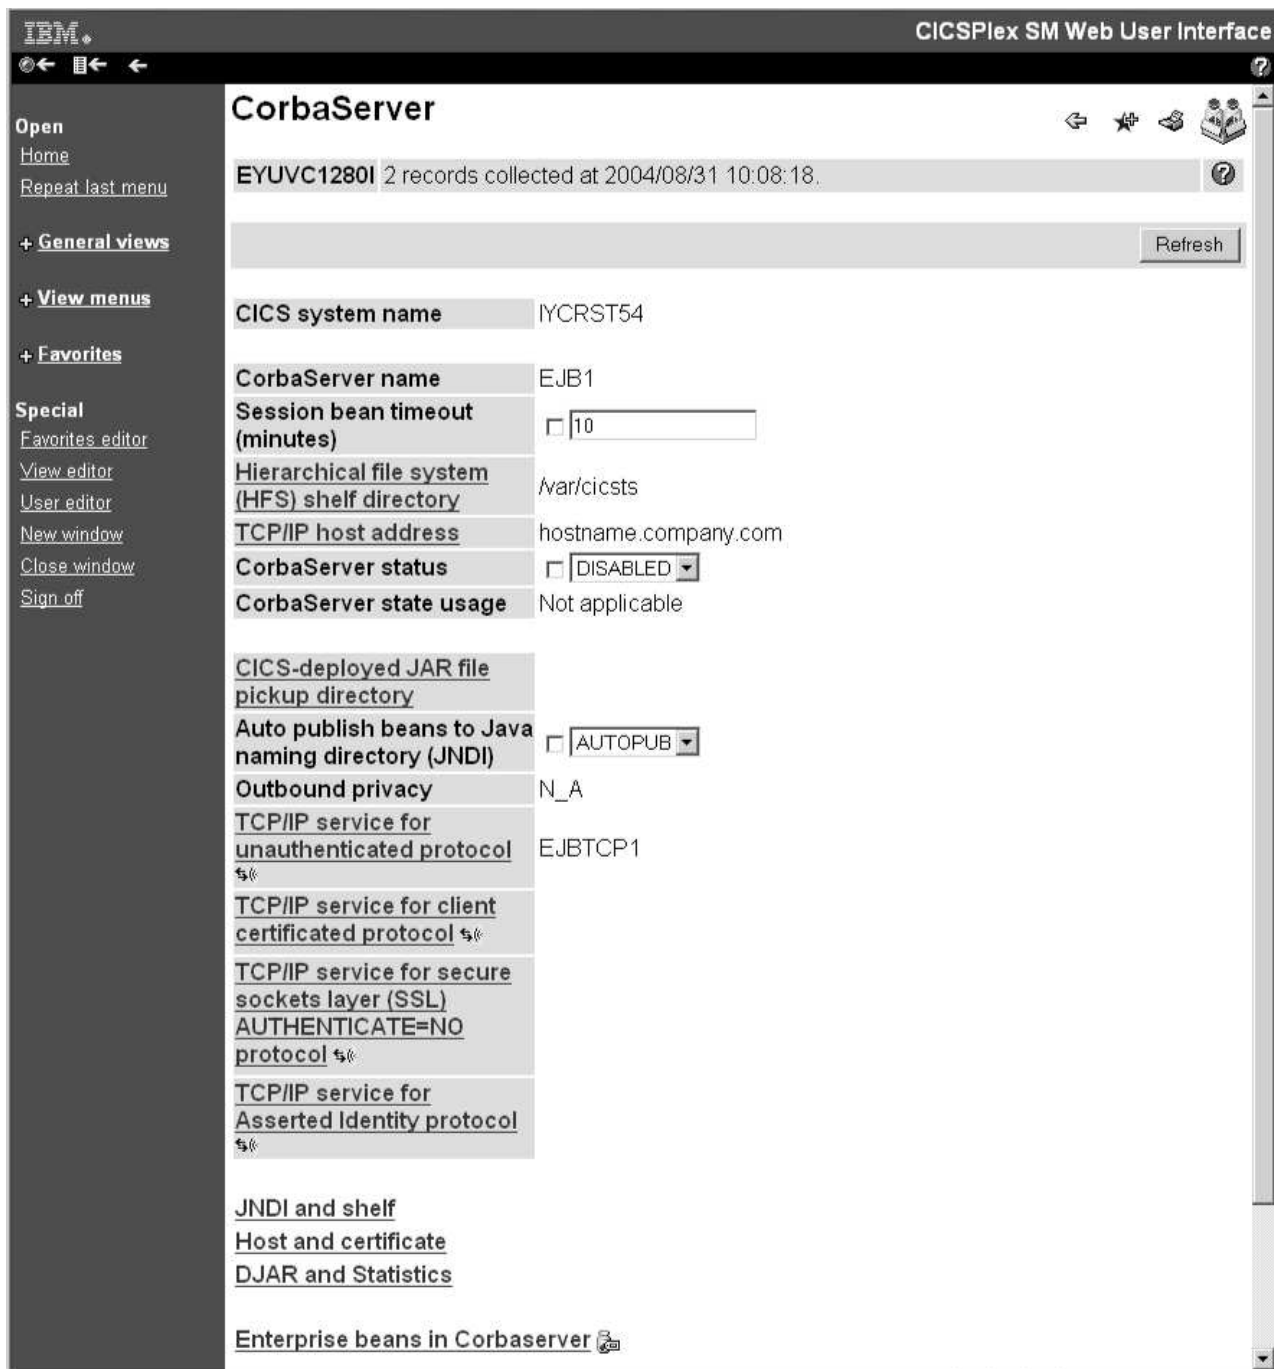 IBM.
CICSPlex SM Web User Interface
Open
Home
Repeat last menu
+ General views
+ View menus
+ Favorites
Special
Favorites editor
View editor
User editor
New window
Close window
Sign off
CorbaServer
EYUVC1280I 2 records collected at 2004/08/31 10:08:18.
Refresh
CICS system name IYCRST54
CorbaServer name EJB1
Session bean timeout
(minutes) 10
Hierarchical file system
(HFS) shelf directory /var/cicsts
TCP/IP host address hostname.company.com
CorbaServer status DISABLED
CorbaServer state usage Not applicable
CICS-deployed JAR file
pickup directory
Auto publish beans to Java
naming directory (JNDI) AUTOPUB
Outbound privacy N_A
TCP/IP service for
unauthenticated protocol EJBTCP1
TCP/IP service for client
certificated protocol
TCP/IP service for secure
sockets layer (SSL)
AUTHENTICATE=NO
protocol
TCP/IP service for
Asserted Identity protocol
JNDI and shelf
Host and certificate
DJAR and Statistics
Enterprise beans in Corbaserver